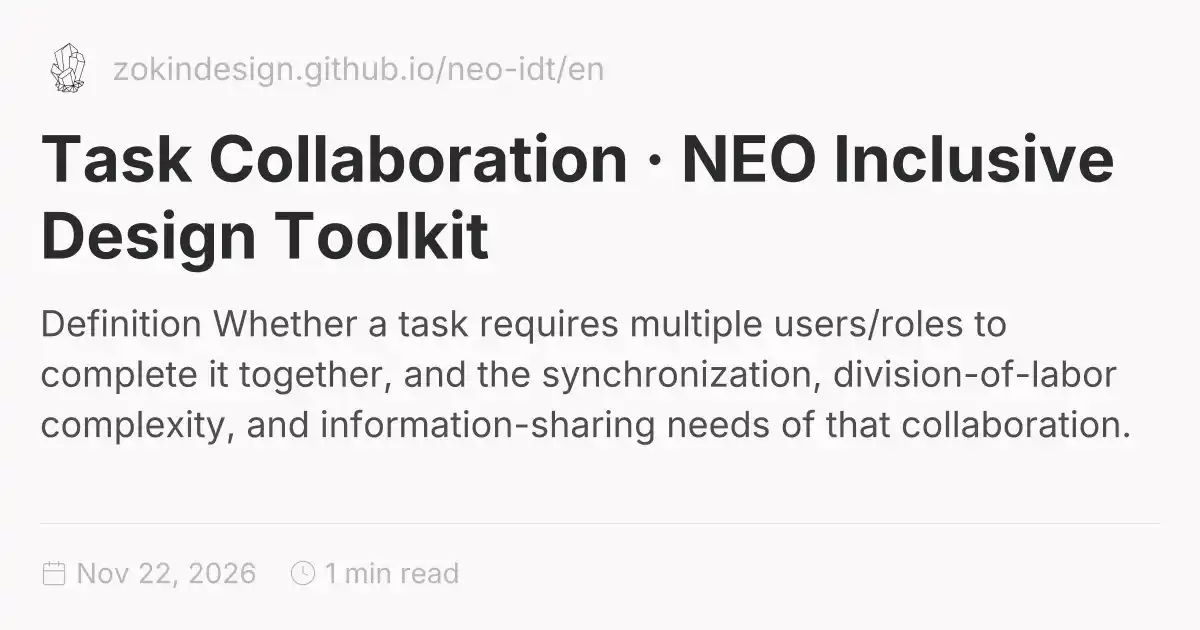 zokindesign.github.io/neo-idt/en
Task Collaboration · NEO Inclusive
Design Toolkit
Definition Whether a task requires multiple users/roles to
complete it together, and the synchronization, division-of-labor
complexity, and information-sharing needs of that collaboration.
Nov 22, 2026 1 min read